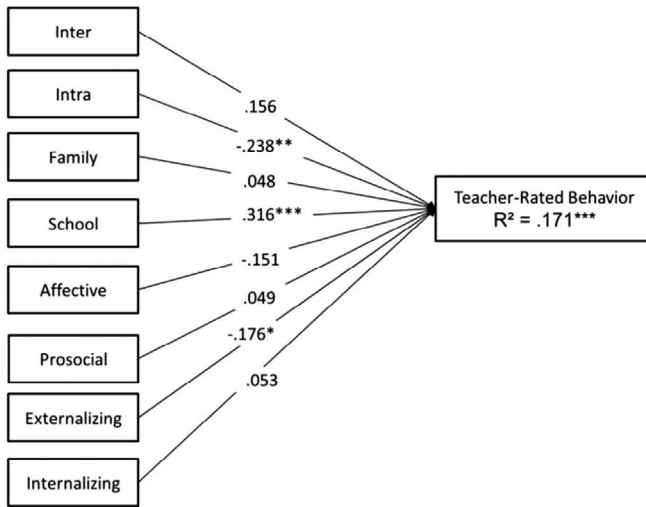 Inter
Intra
Family
School
Affective
Prosocial
Externalizing
Internalizing
.156
-.238**
.048
.316***
-.151
.049
-.176*
.053
Teacher-Rated Behavior
R² = .171***